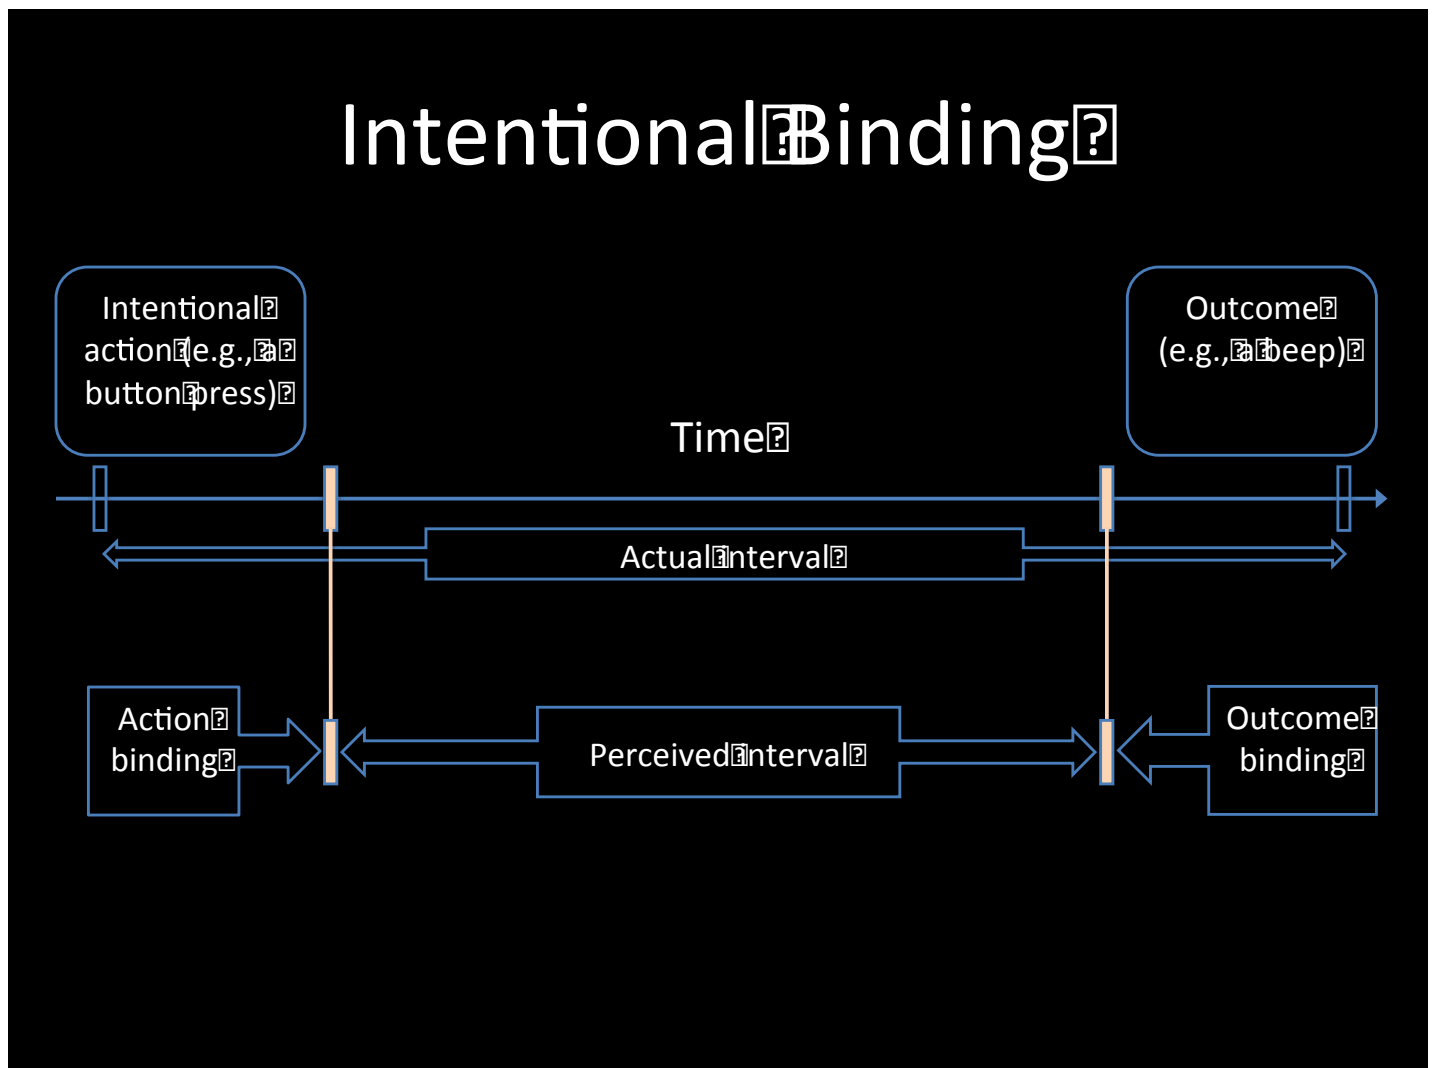 Intentional Binding
Intentional
action (e.g., a
button press)
Outcome
(e.g., a beep)
Time
Actual interval
Action
binding
Perceived interval
Outcome
binding